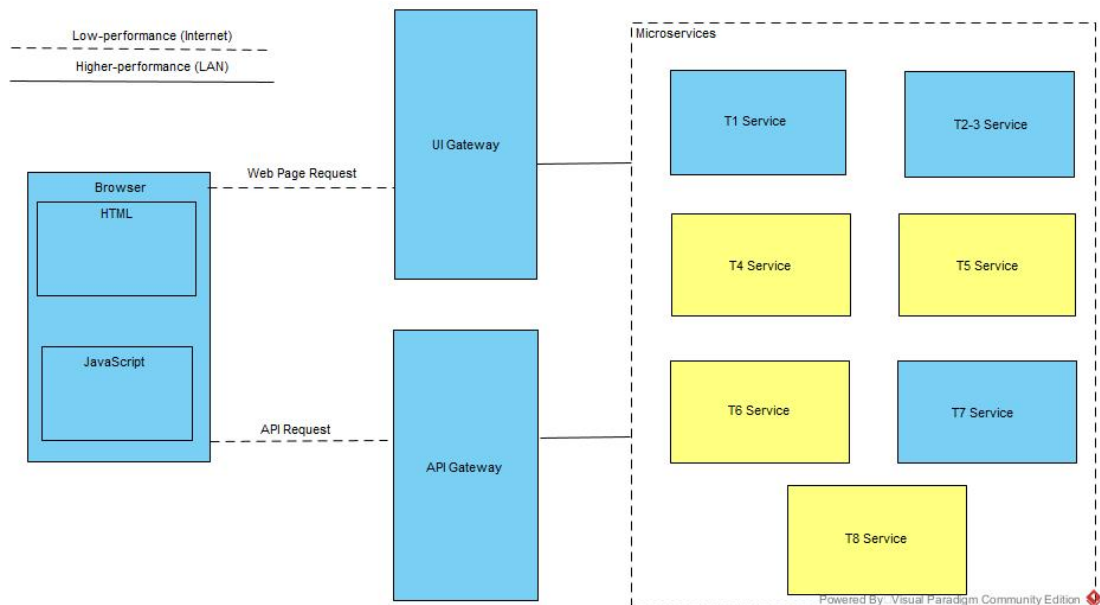 Low-performance (Internet)
Higher-performance (LAN)
Browser
HTML
JavaScript
Web Page Request
API Request
UI Gateway
API Gateway
Microservices
T1 Service
T2-3 Service
T4 Service
T5 Service
T6 Service
T7 Service
T8 Service
Powered By Visual Paradigm Community Edition